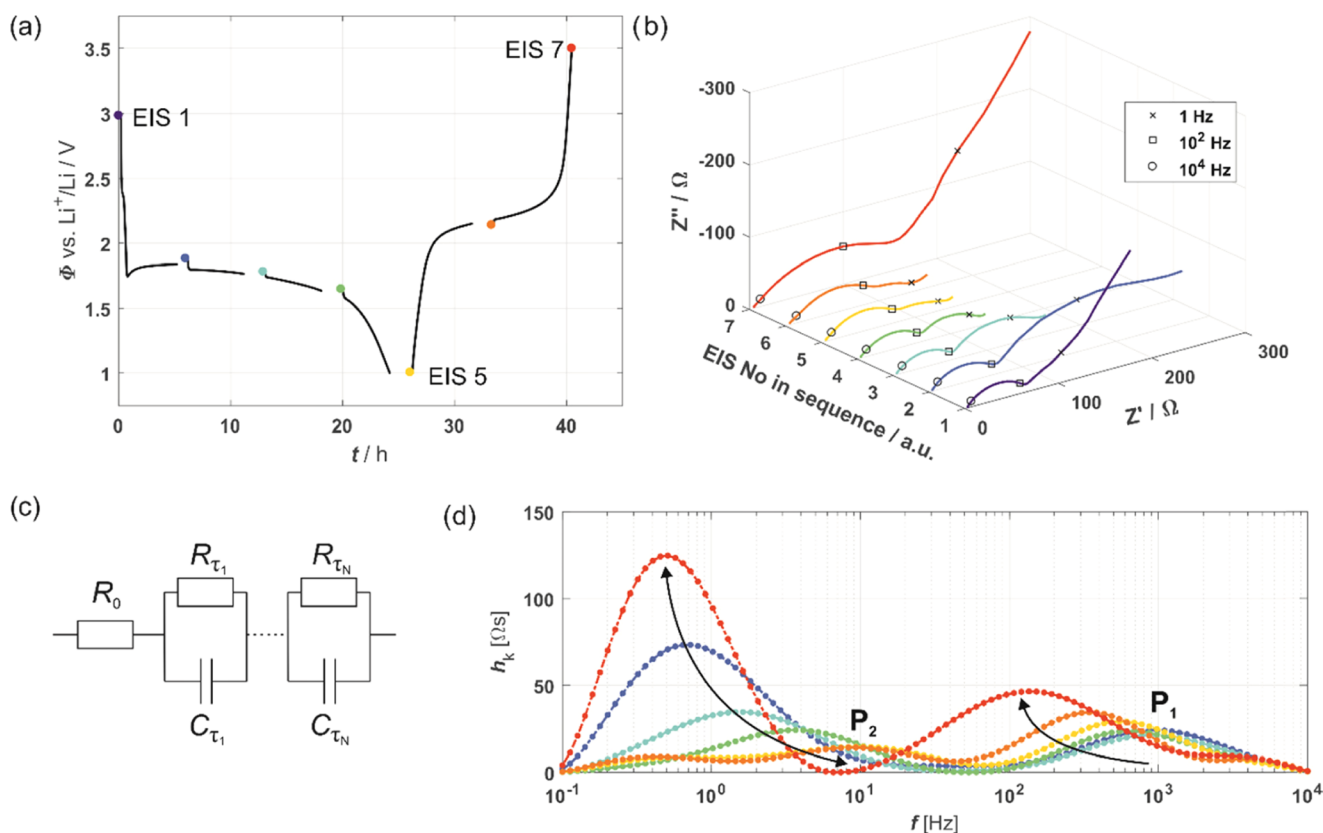 (a)
3.5
3
2.5
2
1.5
1
Φ vs. Li⁺/Li / V
EIS 1
EIS 7
EIS 5
0
10
20
30
40
t / h
(b)
-300
-200
-100
0
Z'' / Ω
7
6
5
4
3
2
1
EIS No in sequence / a.u.
0
100
200
300
Z' / Ω
1 Hz
10² Hz
10⁴ Hz
(c)
R₀
R_τ₁
R_τN
C_τ₁
C_τN
(d)
150
100
50
0
hₖ [Ωs]
P₂
P₁
10⁻¹
10⁰
10¹
10²
10³
10⁴
f [Hz]